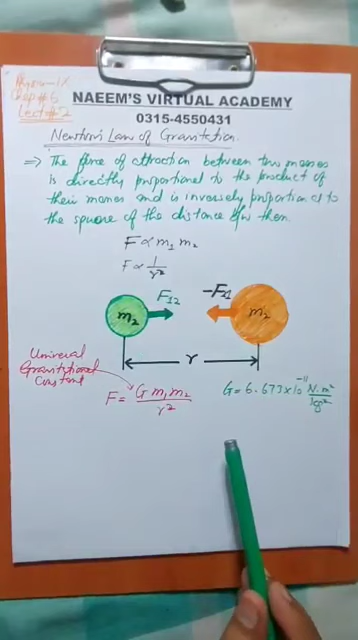 Physics-IX
Chap#6
Lect#2
NAEEM'S VIRTUAL ACADEMY
0315-4550431
Newton's Law of Gravitation.
⇒ The force of attraction between two masses
is directly proportional to the product of
their masses and is inversely proportional to
the square of the distance b/w them.
F ∝ m₁ m₂
F ∝ 1/r²
F₁₂
-F₂₁
m₂
m₂
r
Universal
Gravitational
Constant
F = G m₁ m₂ / r²
G = 6.673 x 10⁻¹¹ N.m²/kg²